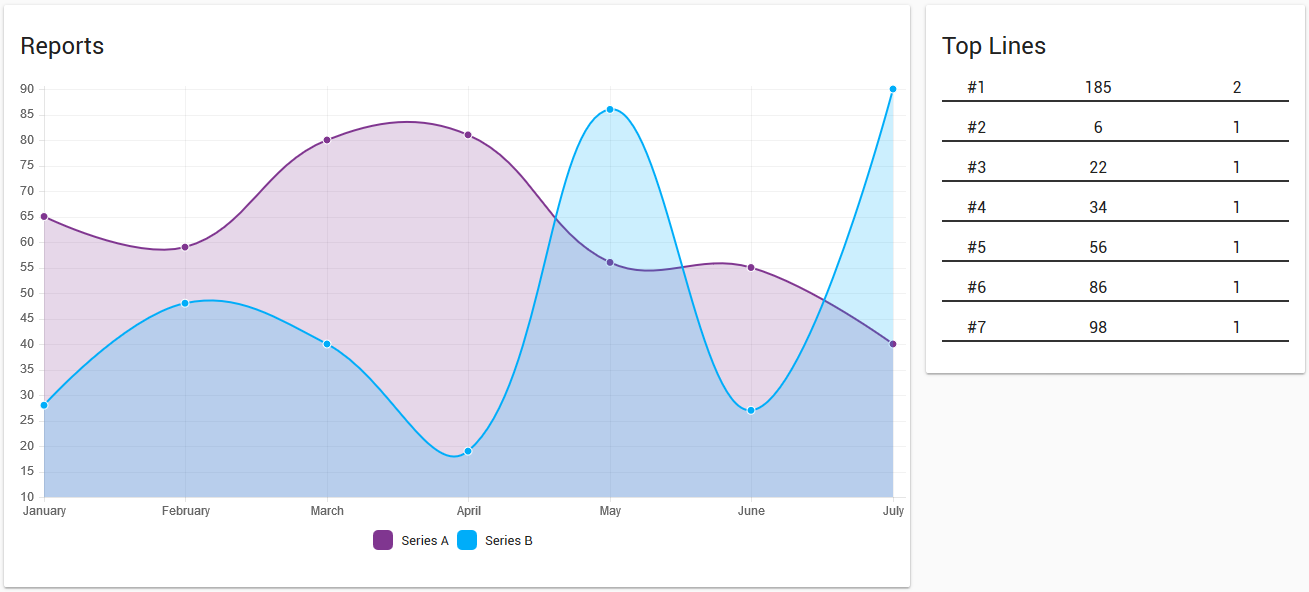 Reports
90
85
80
75
70
65
60
55
50
45
40
35
30
25
20
15
10
January February March April May June July
Series A Series B
Top Lines
#1 185 2
#2 6 1
#3 22 1
#4 34 1
#5 56 1
#6 86 1
#7 98 1